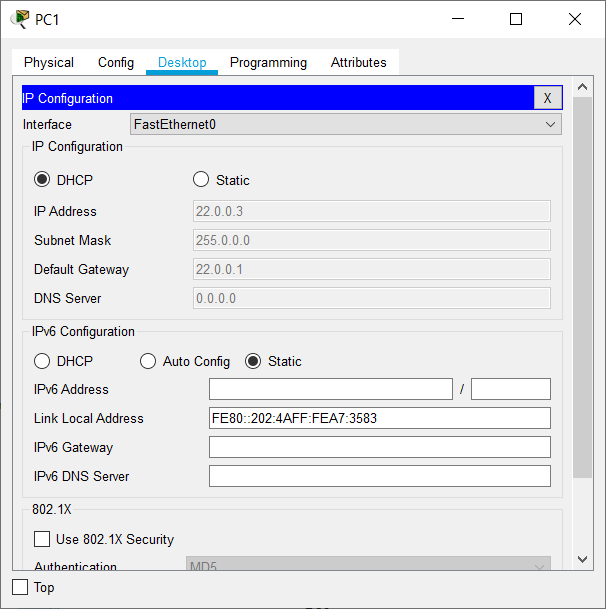 PC1
Physical Config Desktop Programming Attributes
IP Configuration X
Interface FastEthernet0
IP Configuration
DHCP Static
IP Address 22.0.0.3
Subnet Mask 255.0.0.0
Default Gateway 22.0.0.1
DNS Server 0.0.0.0
IPv6 Configuration
DHCP Auto Config Static
IPv6 Address /
Link Local Address FE80::202:4AFF:FEA7:3583
IPv6 Gateway
IPv6 DNS Server
802.1X
Use 802.1X Security
Authentication MD5
Top